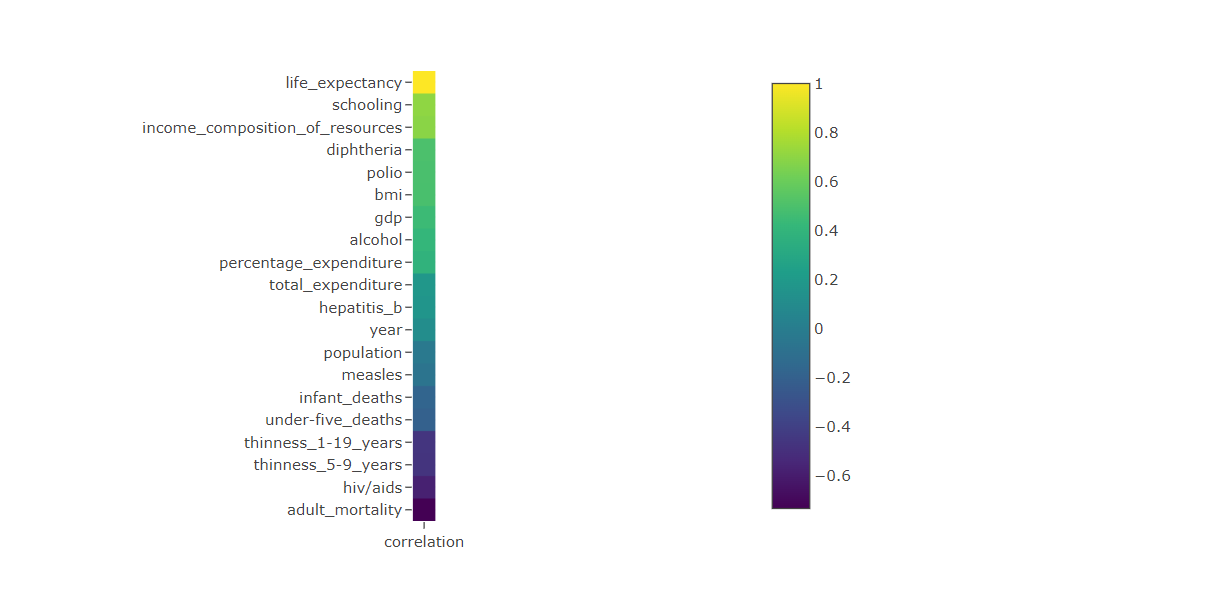 life_expectancy
schooling
income_composition_of_resources
diphtheria
polio
bmi
gdp
alcohol
percentage_expenditure
total_expenditure
hepatitis_b
year
population
measles
infant_deaths
under-five_deaths
thinness_1-19_years
thinness_5-9_years
hiv/aids
adult_mortality
correlation
1
0.8
0.6
0.4
0.2
0
−0.2
−0.4
−0.6